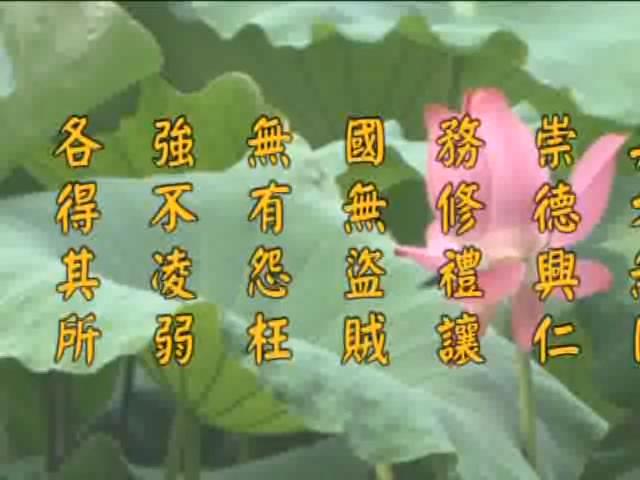 崇德興仁
務修禮讓
國無盜賊
無有怨枉
強不凌弱
各得其所